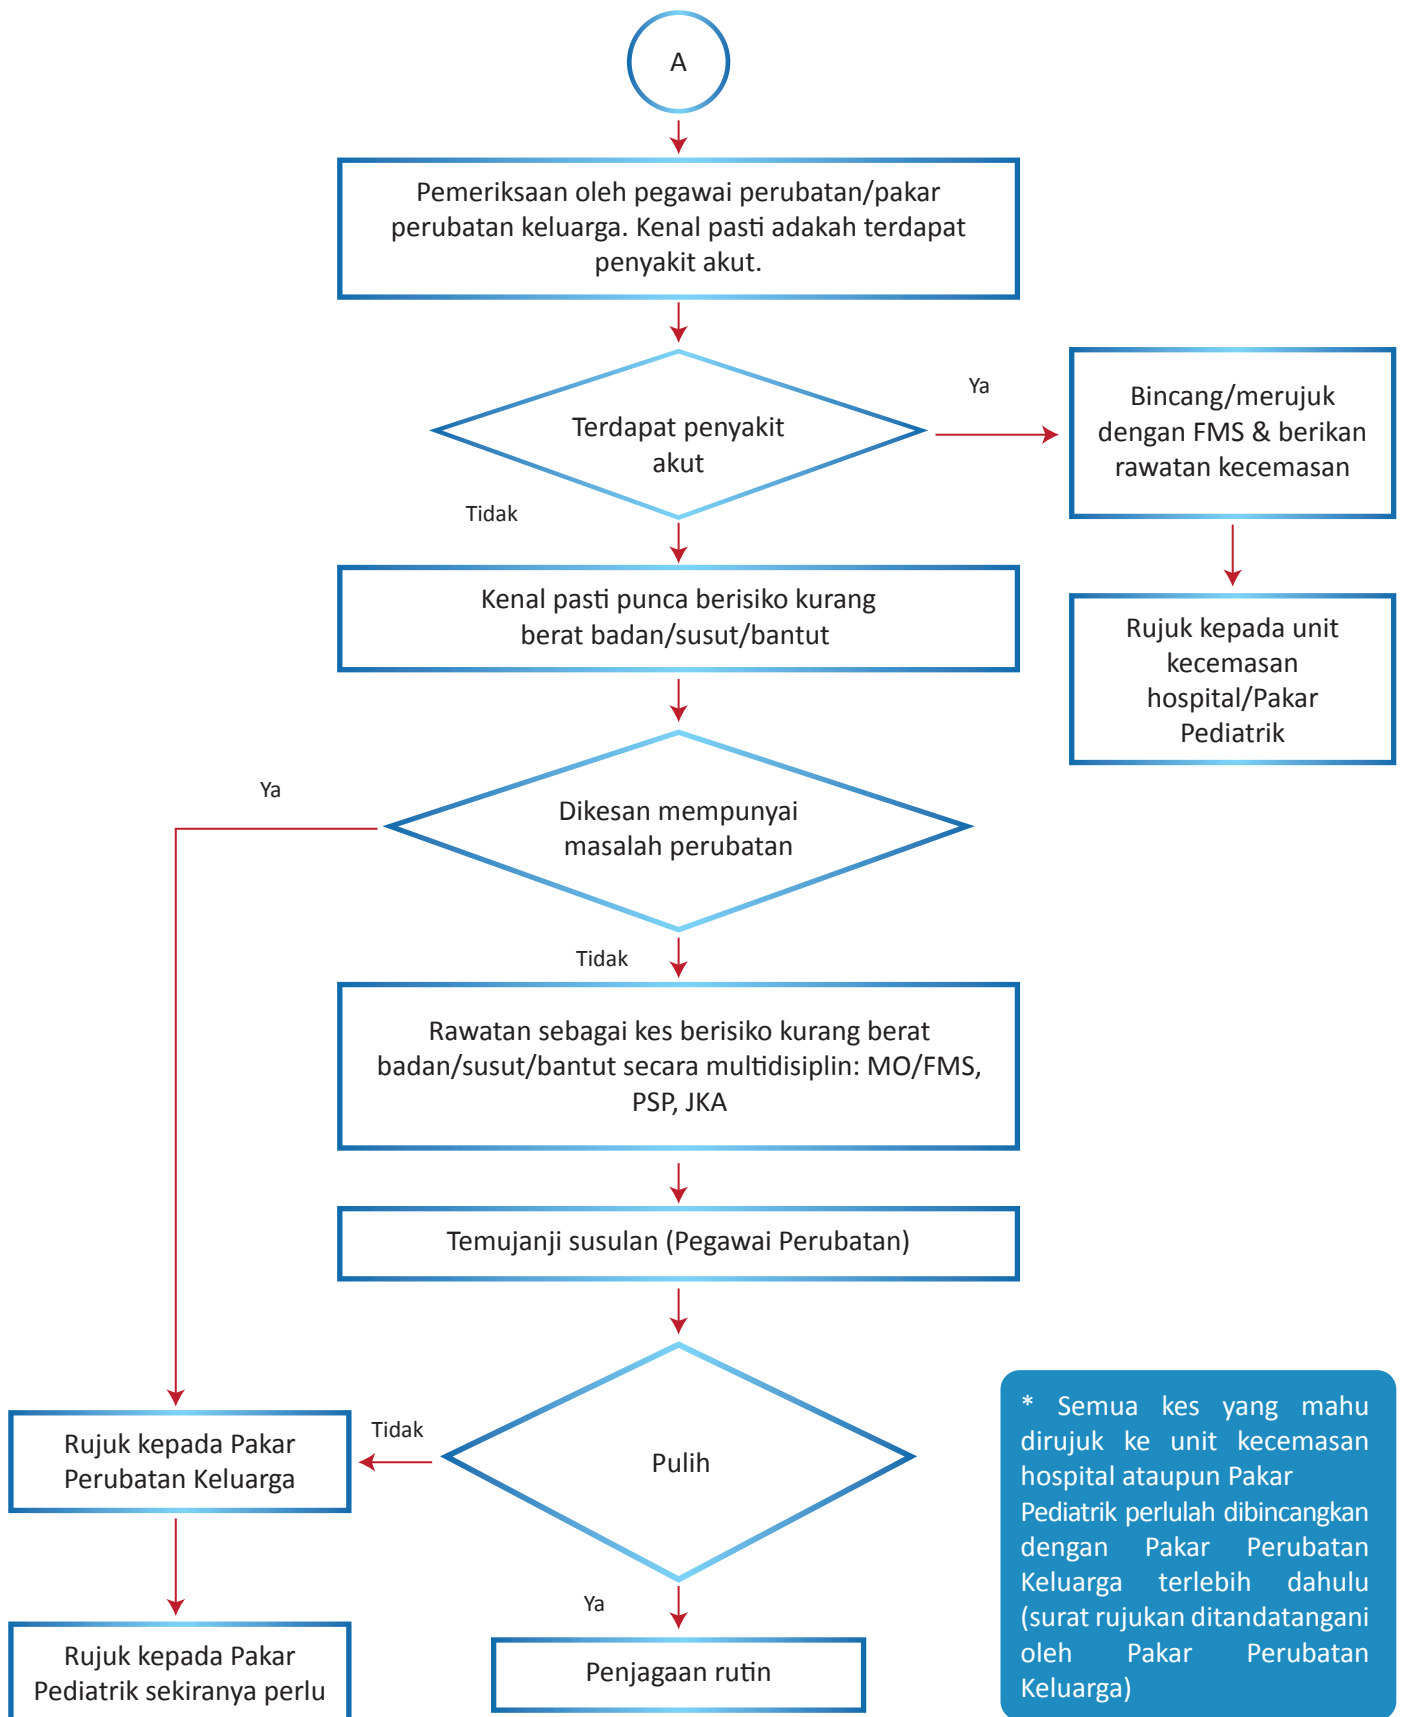 A
Pemeriksaan oleh pegawai perubatan/pakar
perubatan keluarga. Kenal pasti adakah terdapat
penyakit akut.
Terdapat penyakit
akut
Ya
Bincang/merujuk
dengan FMS & berikan
rawatan kecemasan
Rujuk kepada unit
kecemasan
hospital/Pakar
Pediatrik
Tidak
Kenal pasti punca berisiko kurang
berat badan/susut/bantut
Ya
Dikesan mempunyai
masalah perubatan
Tidak
Rawatan sebagai kes berisiko kurang berat
badan/susut/bantut secara multidisiplin: MO/FMS,
PSP, JKA
Temujanji susulan (Pegawai Perubatan)
Pulih
Tidak
Rujuk kepada Pakar
Perubatan Keluarga
Rujuk kepada Pakar
Pediatrik sekiranya perlu
Ya
Penjagaan rutin
* Semua kes yang mahu
dirujuk ke unit kecemasan
hospital ataupun Pakar
Pediatrik perlulah dibincangkan
dengan Pakar Perubatan
Keluarga terlebih dahulu
(surat rujukan ditandatangani
oleh Pakar Perubatan
Keluarga)